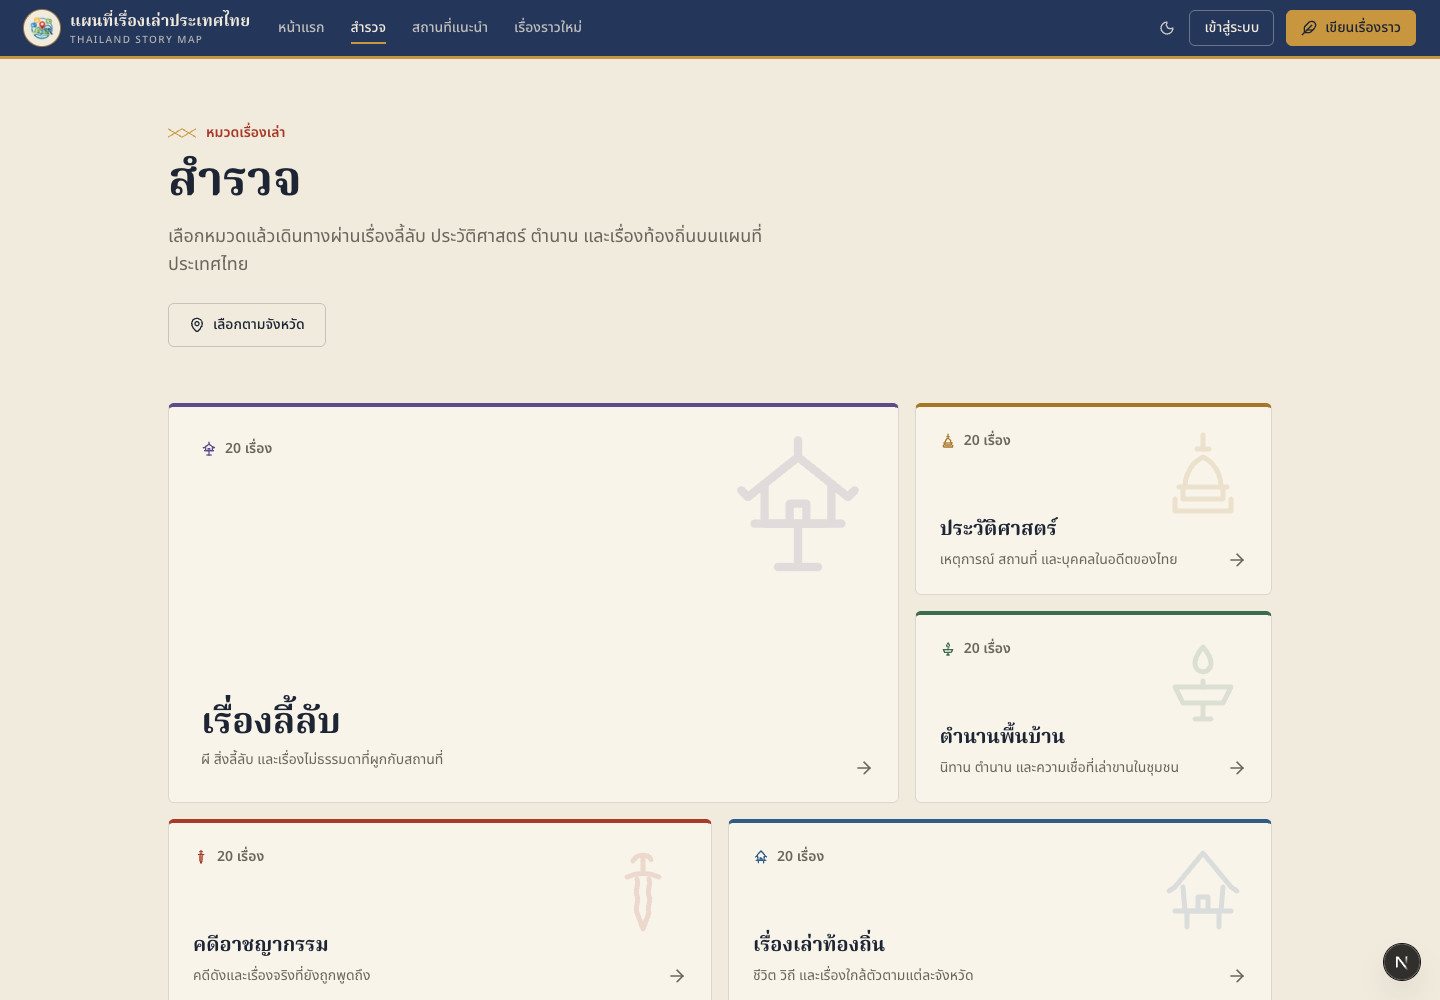 แผนที่เรื่องเล่าประเทศไทย
THAILAND STORY MAP
หน้าแรก
สำรวจ
สถานที่แนะนำ
เรื่องราวใหม่
เข้าสู่ระบบ
เขียนเรื่องราว
หมวดเรื่องเล่า
สำรวจ
เลือกหมวดแล้วเดินทางผ่านเรื่องลี้ลับ ประวัติศาสตร์ ตำนาน และเรื่องท้องถิ่นบนแผนที่
ประเทศไทย
เลือกตามจังหวัด
20 เรื่อง
เรื่องลี้ลับ
ผี สิ่งลี้ลับ และเรื่องไม่ธรรมดาที่ผูกกับสถานที่
20 เรื่อง
ประวัติศาสตร์
เหตุการณ์ สถานที่ และบุคคลในอดีตของไทย
20 เรื่อง
ตำนานพื้นบ้าน
นิทาน ตำนาน และความเชื่อที่เล่าขานในชุมชน
20 เรื่อง
คดีอาชญากรรม
คดีดังและเรื่องจริงที่ยังถูกพูดถึง
20 เรื่อง
เรื่องเล่าท้องถิ่น
ชีวิต วิถี และเรื่องใกล้ตัวตามแต่ละจังหวัด
N